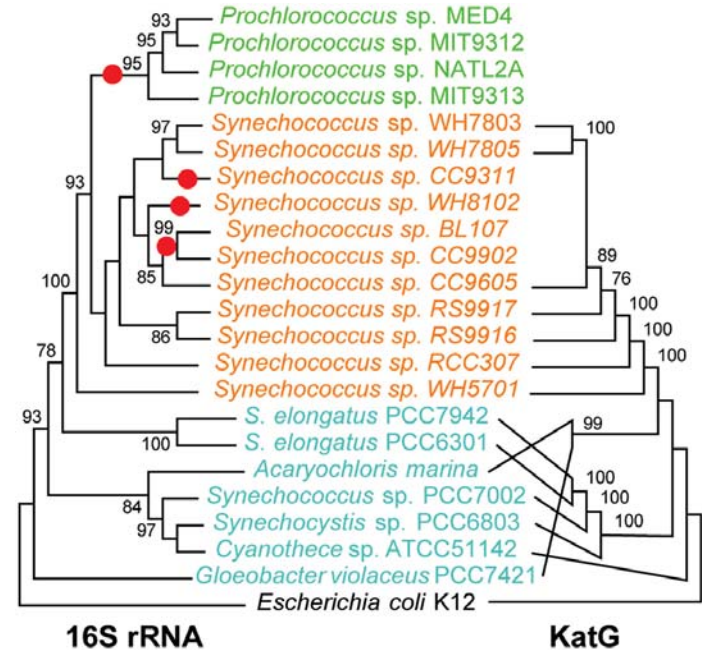 93
Prochlorococcus sp. MED4
95
Prochlorococcus sp. MIT9312
95
Prochlorococcus sp. NATL2A
Prochlorococcus sp. MIT9313
97
Synechococcus sp. WH7803
100
Synechococcus sp. WH7805
Synechococcus sp. CC9311
93
Synechococcus sp. WH8102
99
Synechococcus sp. BL107
85
Synechococcus sp. CC9902
89
100
Synechococcus sp. CC9605
76
Synechococcus sp. RS9917
100
86
Synechococcus sp. RS9916
100
78
Synechococcus sp. RCC307
100
Synechococcus sp. WH5701
93
S. elongatus PCC7942
99
100
S. elongatus PCC6301
Acaryochloris marina
100
84
Synechococcus sp. PCC7002
100
97
Synechocystis sp. PCC6803
100
Cyanothece sp. ATCC51142
Gloeobacter violaceus PCC7421
Escherichia coli K12
16S rRNA
KatG